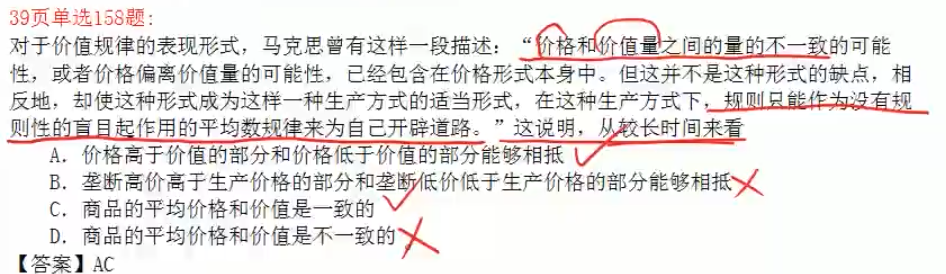 39页单选158题:
对于价值规律的表现形式，马克思曾有这样一段描述：“价格和价值量之间的量的不一致的可能
性，或者价格偏离价值量的可能性，已经包含在价格形式本身中。但这并不是这种形式的缺点，相
反地，却使这种形式成为这样一种生产方式的适当形式，在这种生产方式下，规则只能作为没有规
则性的盲目起作用的平均数规律来为自己开辟道路。”这说明，从较长时间来看
A. 价格高于价值的部分和价格低于价值的部分能够相抵
B. 垄断高价高于生产价格的部分和垄断低价低于生产价格的部分能够相抵
C. 商品的平均价格和价值是一致的
D. 商品的平均价格和价值是不一致的。
【答案】AC